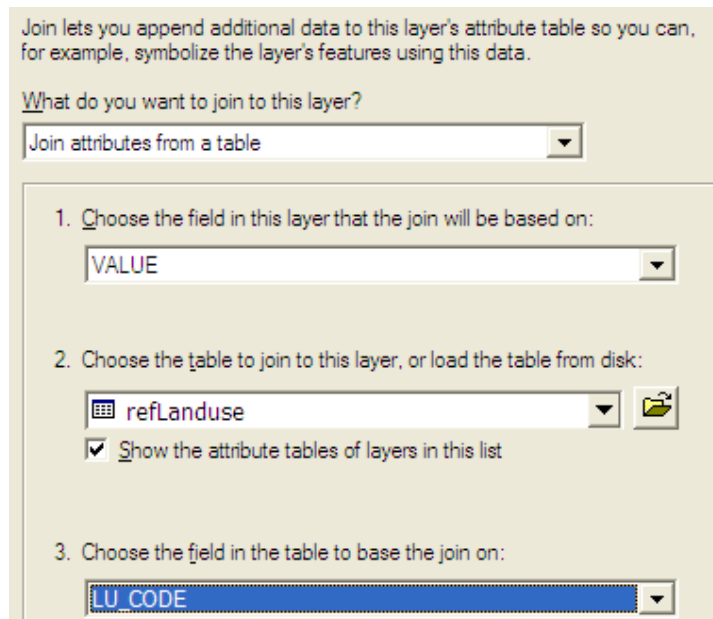 Join lets you append additional data to this layer's attribute table so you can,
for example, symbolize the layer's features using this data.
What do you want to join to this layer?
Join attributes from a table
1. Choose the field in this layer that the join will be based on:
VALUE
2. Choose the table to join to this layer, or load the table from disk:
refLanduse
Show the attribute tables of layers in this list
3. Choose the field in the table to base the join on:
LU_CODE